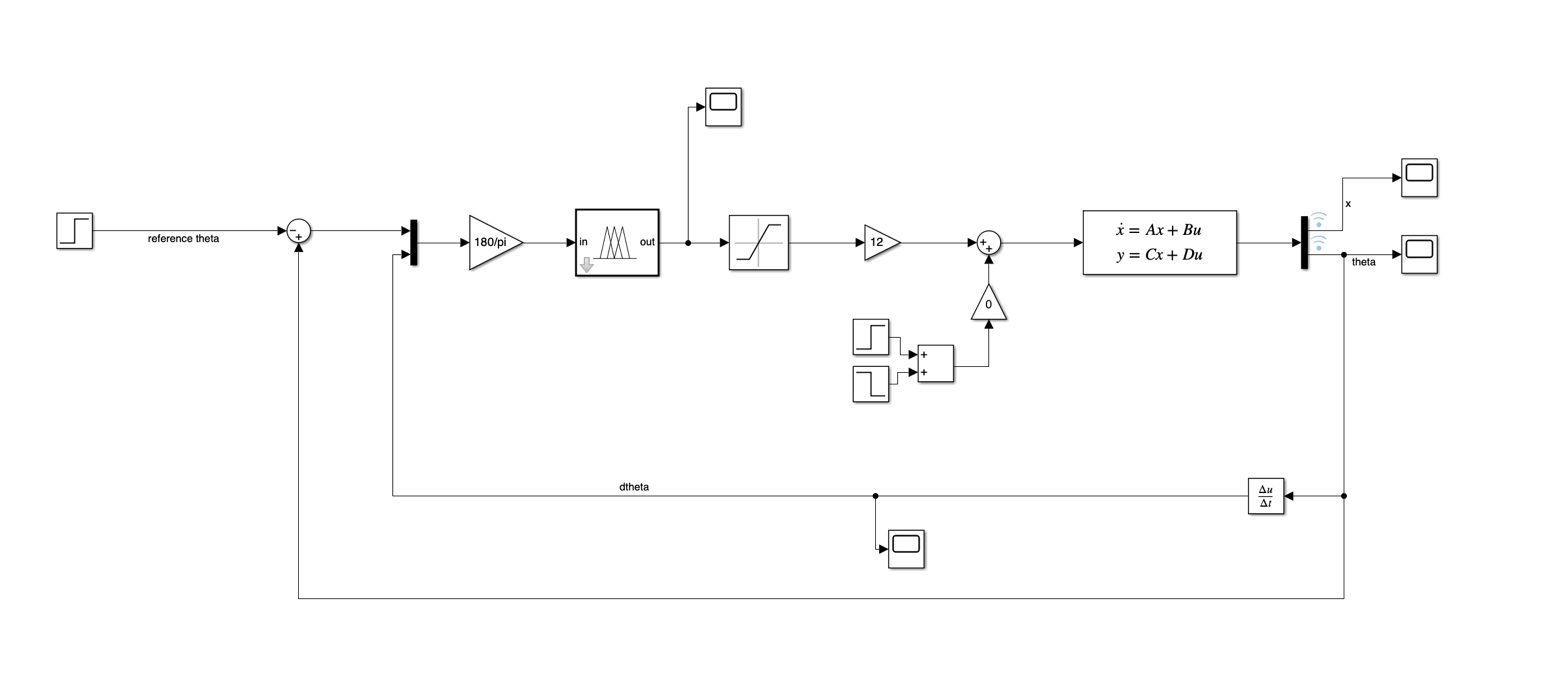 reference theta
−
+
180/pi
in
out
12
+
+
ẋ = Ax + Bu
y = Cx + Du
x
theta
0
+
+
dtheta
Δu
Δt